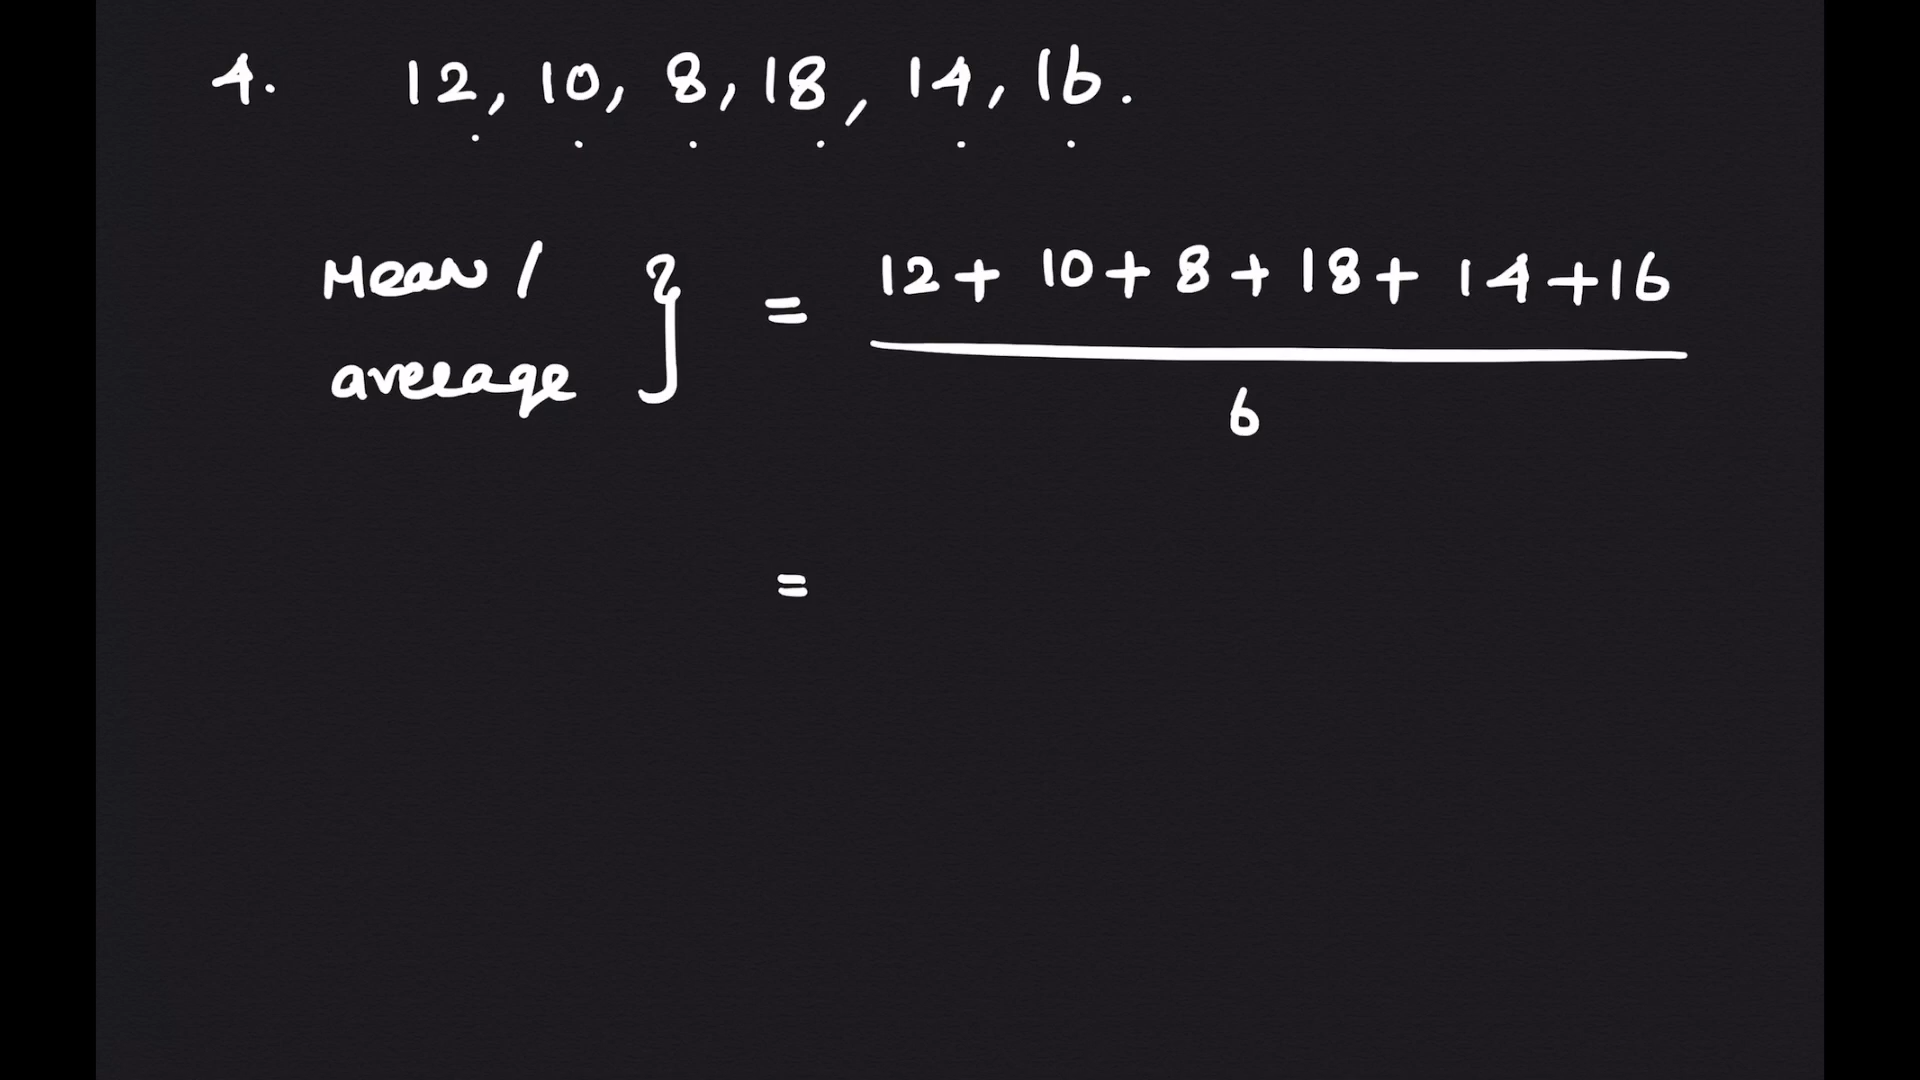 4. 12, 10, 8, 18, 14, 16.
Mean /
average } = 12 + 10 + 8 + 18 + 14 + 16
6
=